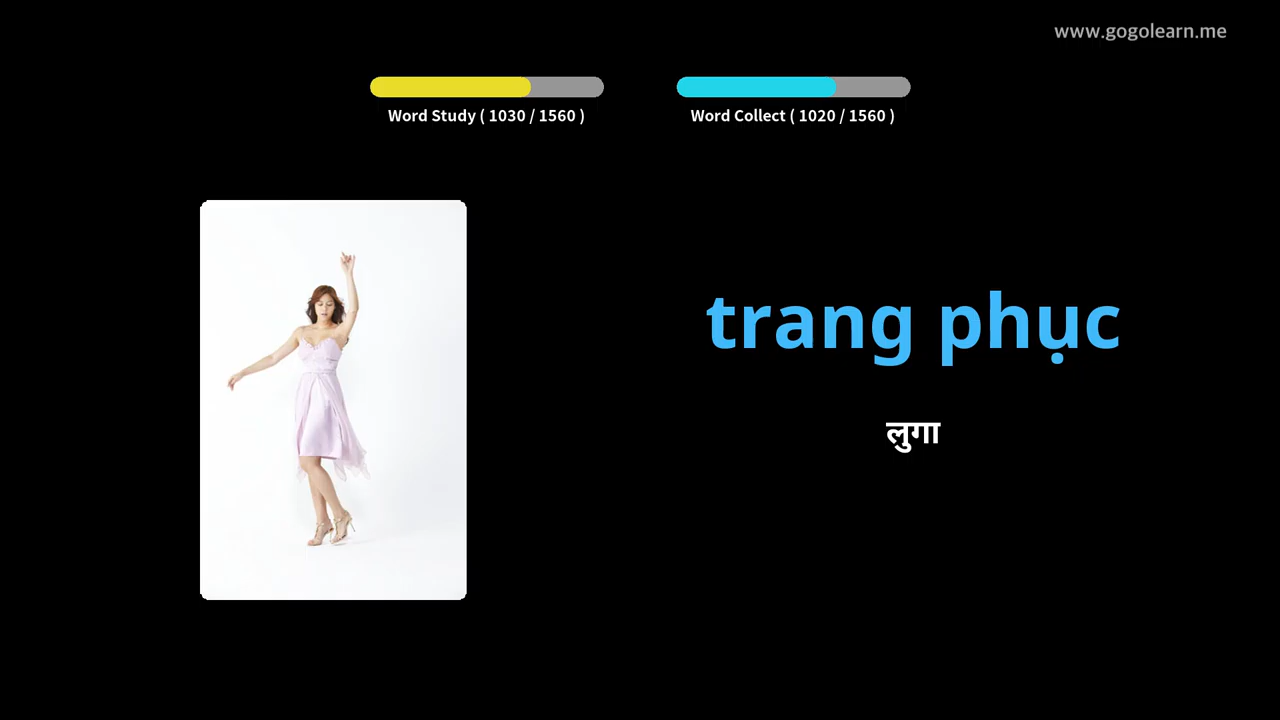 www.gogolearn.me
Word Study ( 1030 / 1560 )
Word Collect ( 1020 / 1560 )
trang phục
लुगा